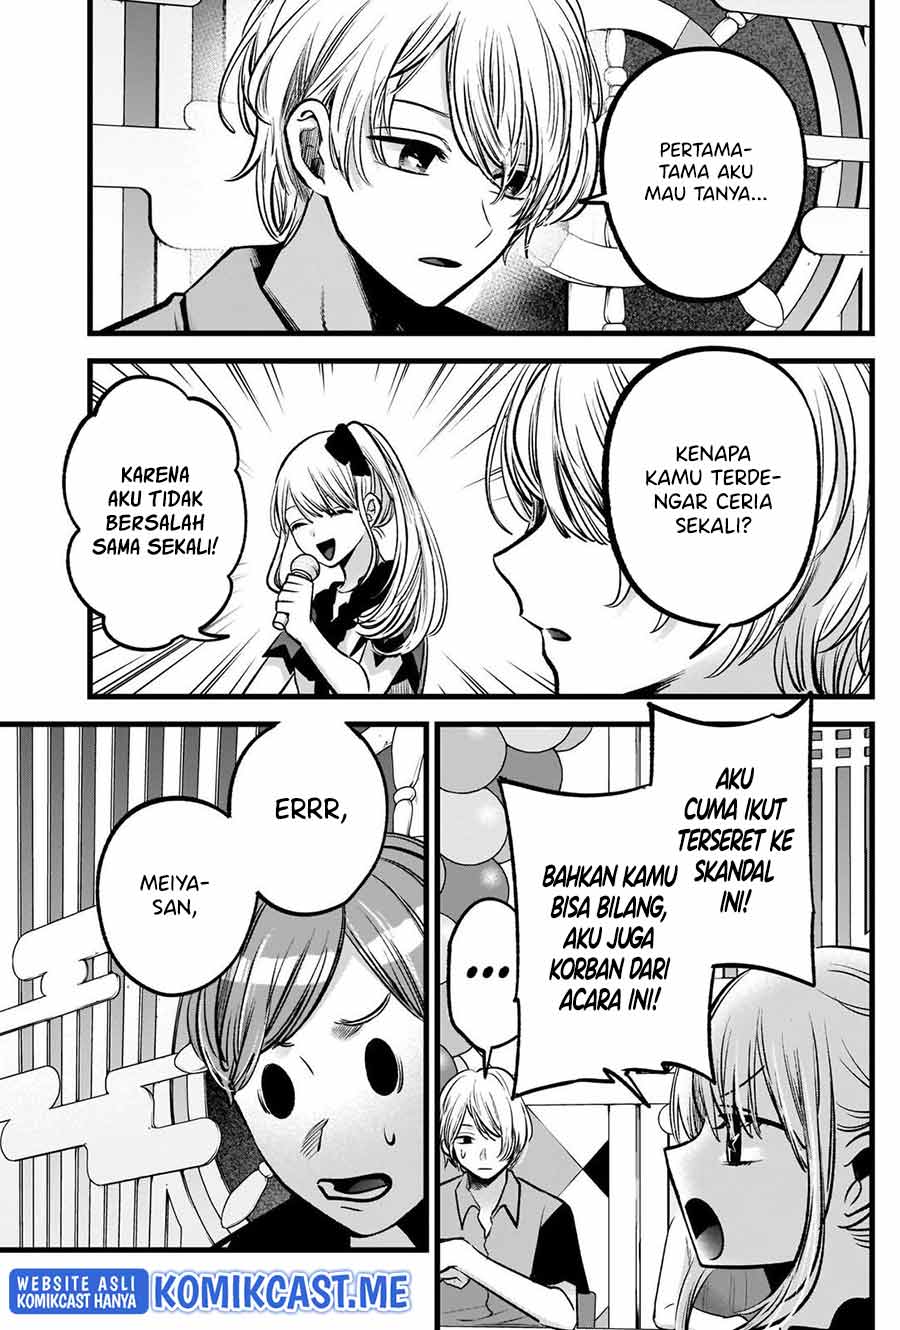 PERTAMA-
TAMA AKU
MAU TANYA...
KENAPA
KAMU TERDE-
NGAR CERIA
SEKALI?
KARENA
AKU TIDAK
BERSALAH
SAMA SEKALI!
AKU
CUMA IKUT
TERSERET KE
SKANDAL
INI!
BAHKAN KAMU
BISA BILANG,
AKU JUGA
KORBAN DARI
ACARA INI!
...
ERRR,
MEIYA-
SAN,
WEBSITE ASLI
KOMIKCAST HANYA
KOMIKCAST.ME